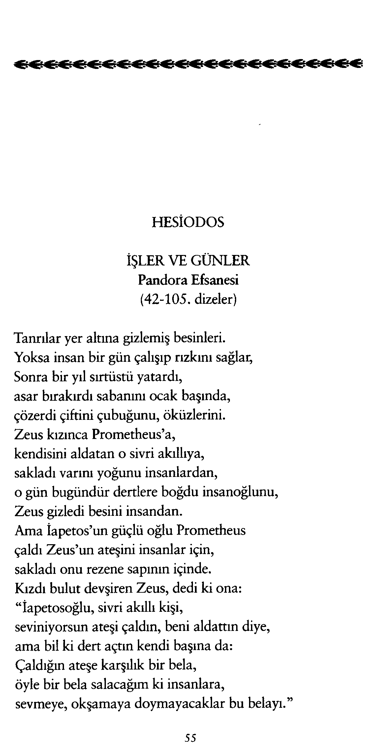 HESİODOS
İŞLER VE GÜNLER
Pandora Efsanesi
(42-105. dizeler)
Tanrılar yer altına gizlemiş besinleri.
Yoksa insan bir gün çalışıp rızkını sağlar,
Sonra bir yıl sırtüstü yatardı,
asar bırakırdı sabanını ocak başında,
çözerdi çiftini çubuğunu, öküzlerini.
Zeus kızınca Prometheus'a,
kendisini aldatan o sivri akıllıya,
sakladı varını yoğunu insanlardan,
o gün bugündür dertlere boğdu insanoğlunu,
Zeus gizledi besini insandan.
Ama İapetos'un güçlü oğlu Prometheus
çaldı Zeus'un ateşini insanlar için,
sakladı onu rezene sapının içinde.
Kızdı bulut devşiren Zeus, dedi ki ona:
"İapetosoğlu, sivri akıllı kişi,
seviniyorsun ateşi çaldın, beni aldattın diye,
ama bil ki dert açtın kendi başına da:
Çaldığın ateşe karşılık bir bela,
öyle bir bela salacağım ki insanlara,
sevmeye, okşamaya doymayacaklar bu belayı."
55